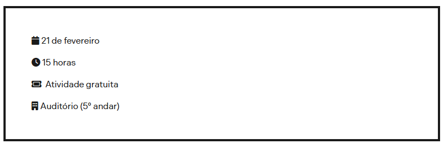 21 de fevereiro
15 horas
Atividade gratuita
Auditório (5º andar)